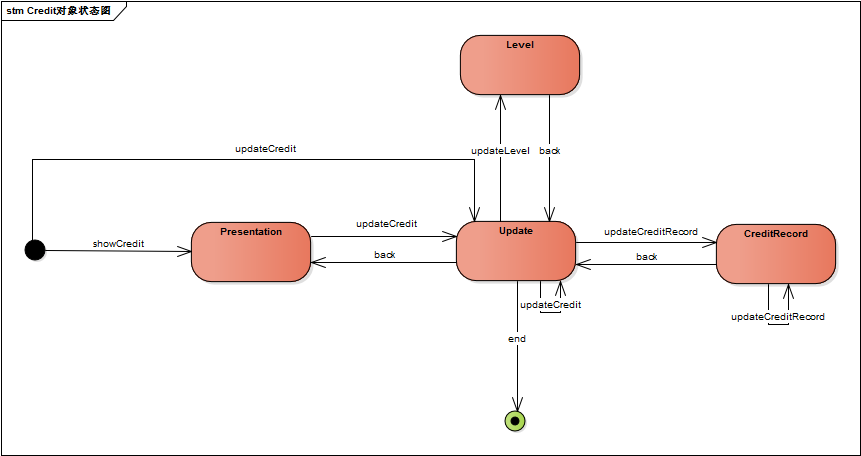 stm Credit对象状态图
Level
updateCredit
updateLevel
back
Presentation
updateCredit
Update
updateCreditRecord
CreditRecord
showCredit
back
back
updateCredit
updateCreditRecord
end